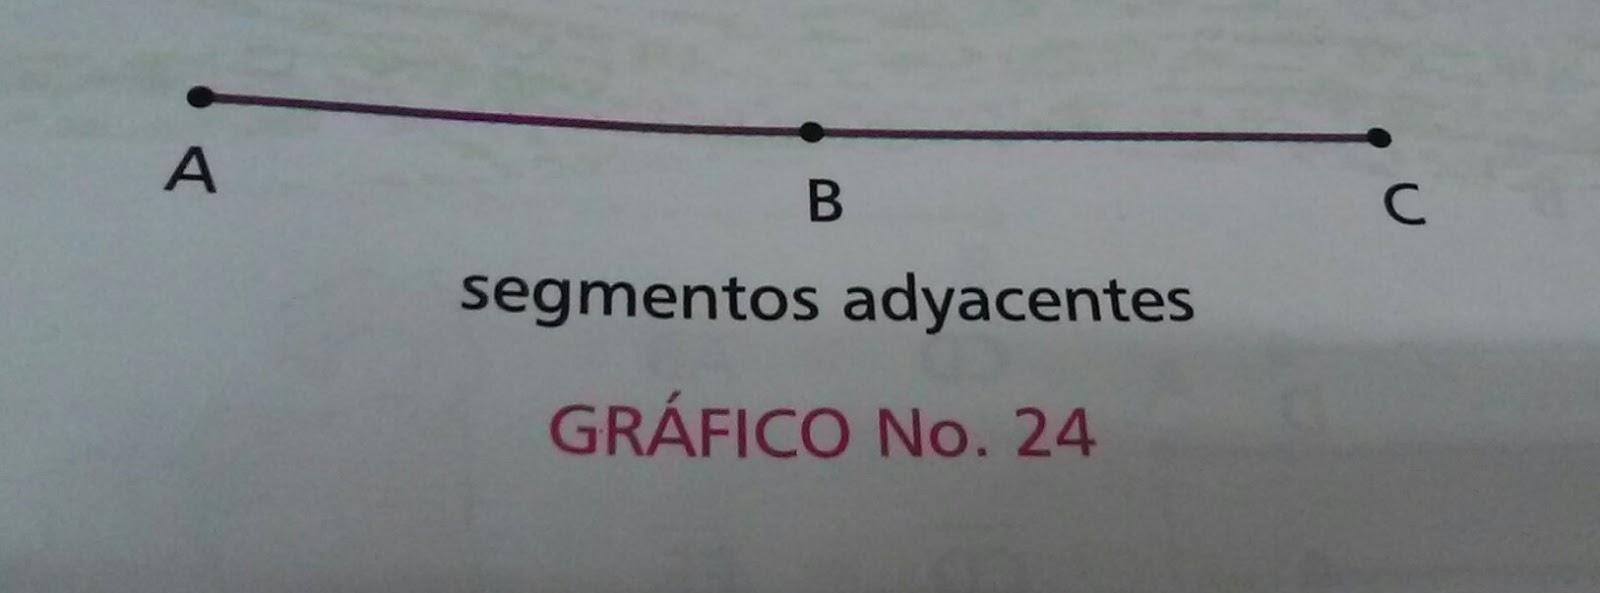 A B C
segmentos adyacentes
GRÁFICO No. 24